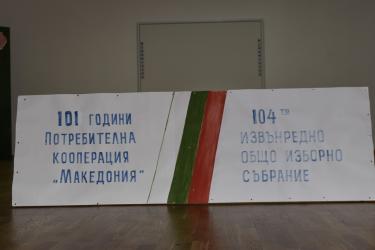 101 ГОДИНИ
ПОТРЕБИТЕЛНА
КООПЕРАЦИЯ
„МАКЕДОНИЯ"
104 ТО
ИЗВЪНРЕДНО
ОБЩО ИЗБОРНО
СЪБРАНИЕ